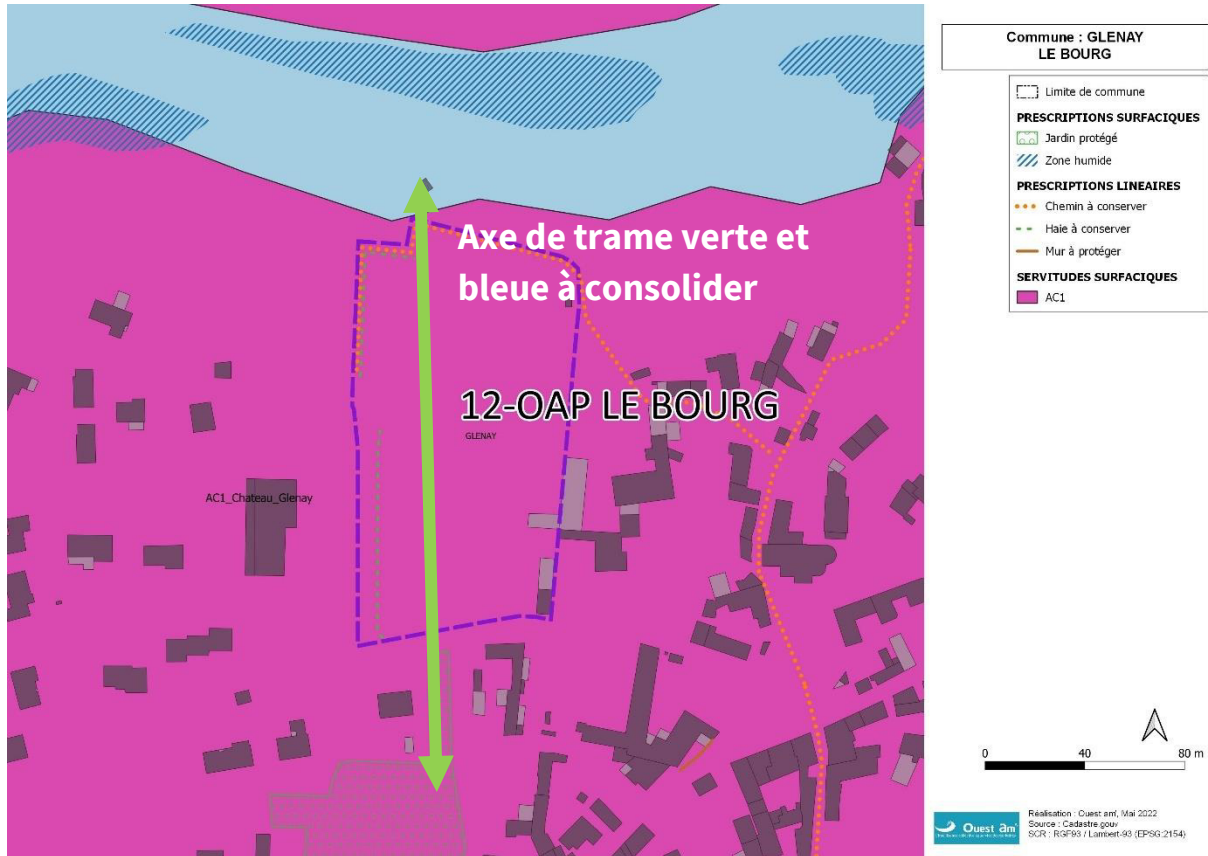 Axe de trame verte et
bleue à consolider
12-OAP LE BOURG
GLENAY
AC1_Chateau_Glenay
Commune : GLENAY
LE BOURG
Limite de commune
PRESCRIPTIONS SURFACIQUES
Jardin protégé
Zone humide
PRESCRIPTIONS LINEAIRES
Chemin à conserver
Haie à conserver
Mur à protéger
SERVITUDES SURFACIQUES
AC1
0 40 80 m
Ouest am'
Réalisation : Ouest am', Mai 2022
Source : Cadastre.gouv
SCR : RGF93 / Lambert-93 (EPSG:2154)